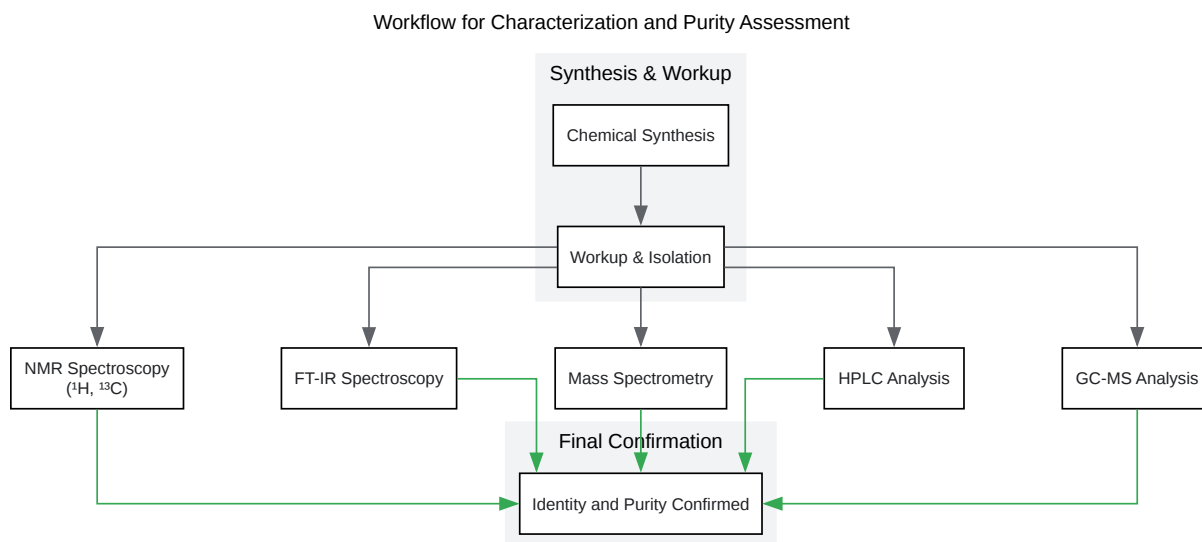 Workflow for Characterization and Purity Assessment
Synthesis & Workup
Chemical Synthesis
Workup & Isolation
NMR Spectroscopy
(¹H, ¹³C)
FT-IR Spectroscopy
Mass Spectrometry
HPLC Analysis
GC-MS Analysis
Final Confirmation
Identity and Purity Confirmed